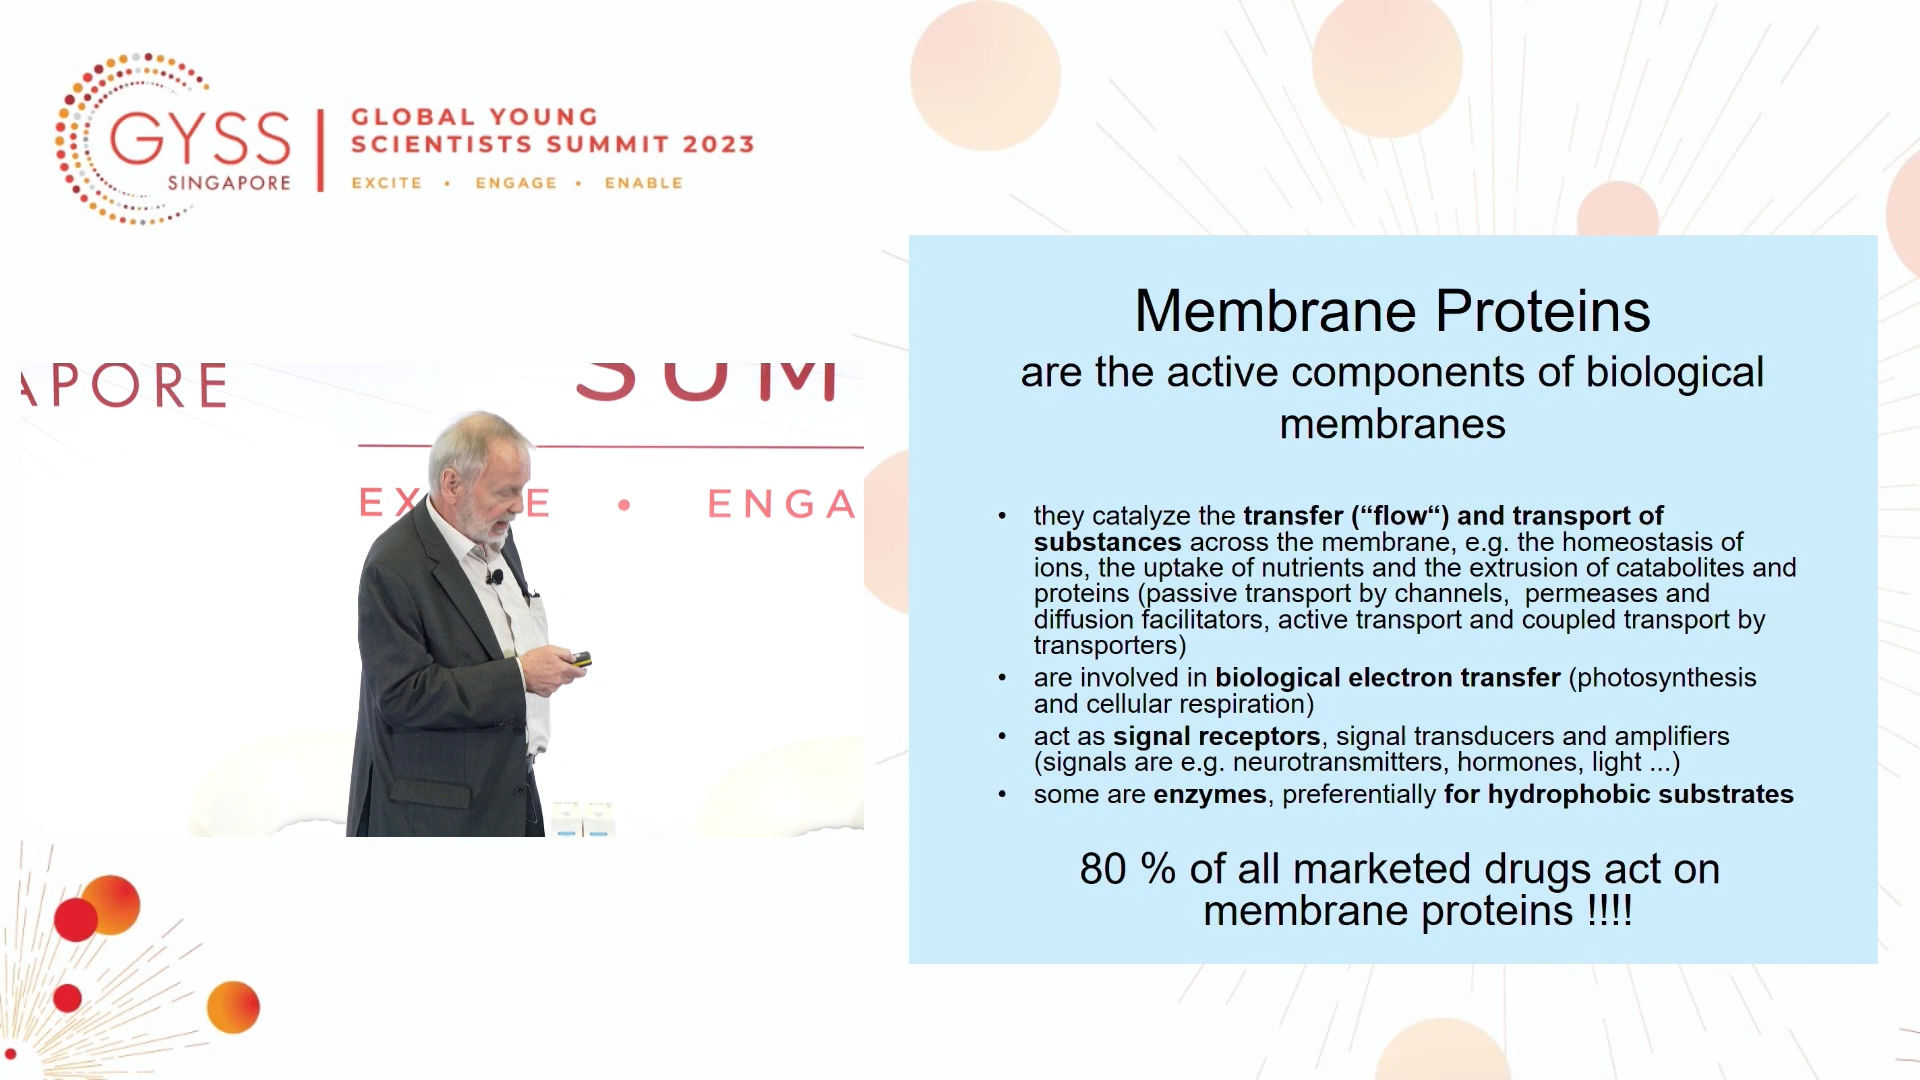 GYSS
SINGAPORE
GLOBAL YOUNG
SCIENTISTS SUMMIT 2023
EXCITE • ENGAGE • ENABLE
APORE
SUM
EX E • ENGA
Membrane Proteins
are the active components of biological
membranes
• they catalyze the transfer (“flow“) and transport of
substances across the membrane, e.g. the homeostasis of
ions, the uptake of nutrients and the extrusion of catabolites and
proteins (passive transport by channels, permeases and
diffusion facilitators, active transport and coupled transport by
transporters)
• are involved in biological electron transfer (photosynthesis
and cellular respiration)
• act as signal receptors, signal transducers and amplifiers
(signals are e.g. neurotransmitters, hormones, light ...)
• some are enzymes, preferentially for hydrophobic substrates
80 % of all marketed drugs act on
membrane proteins !!!!